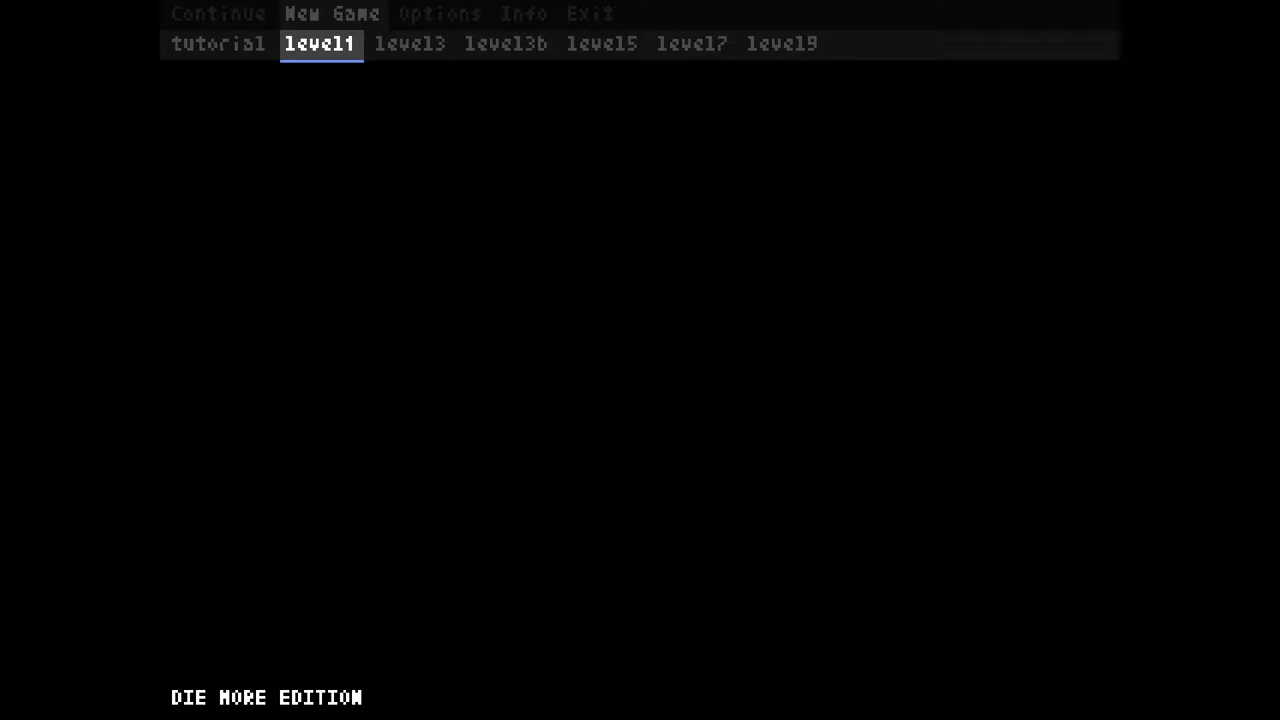 Continue New Game Options Info Exit
tutorial level1 level3 level3b level5 level7 level9
DIE MORE EDITION